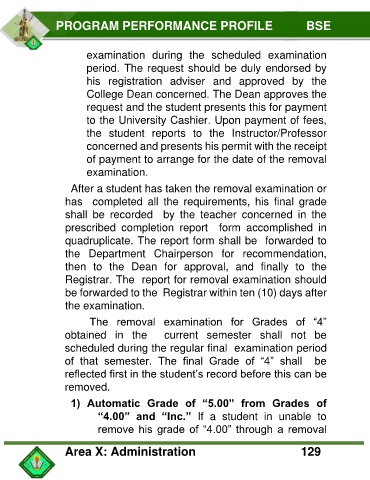 PROGRAM PERFORMANCE PROFILE BSE
examination during the scheduled examination
period. The request should be duly endorsed by
his registration adviser and approved by the
College Dean concerned. The Dean approves the
request and the student presents this for payment
to the University Cashier. Upon payment of fees,
the student reports to the Instructor/Professor
concerned and presents his permit with the receipt
of payment to arrange for the date of the removal
examination.
After a student has taken the removal examination or
has completed all the requirements, his final grade
shall be recorded by the teacher concerned in the
prescribed completion report form accomplished in
quadruplicate. The report form shall be forwarded to
the Department Chairperson for recommendation,
then to the Dean for approval, and finally to the
Registrar. The report for removal examination should
be forwarded to the Registrar within ten (10) days after
the examination.
The removal examination for Grades of “4”
obtained in the current semester shall not be
scheduled during the regular final examination period
of that semester. The final Grade of “4” shall be
reflected first in the student’s record before this can be
removed.
1) Automatic Grade of “5.00” from Grades of
“4.00” and “Inc.” If a student in unable to
remove his grade of “4.00” through a removal
Area X: Administration 129